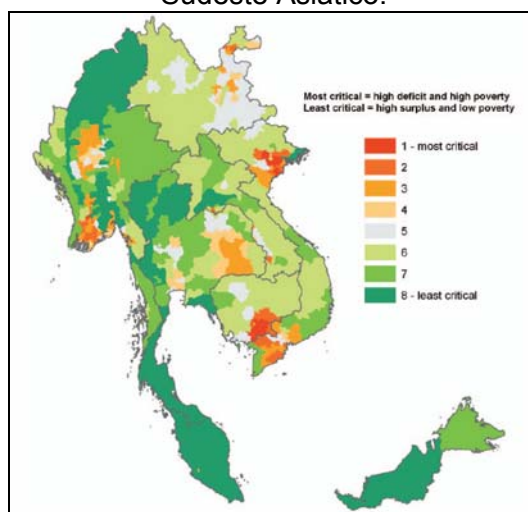 Sudeste Asiático.
Most critical = high deficit and high poverty
Least critical = high surplus and low poverty
1 - most critical
2
3
4
5
6
7
8 - least critical